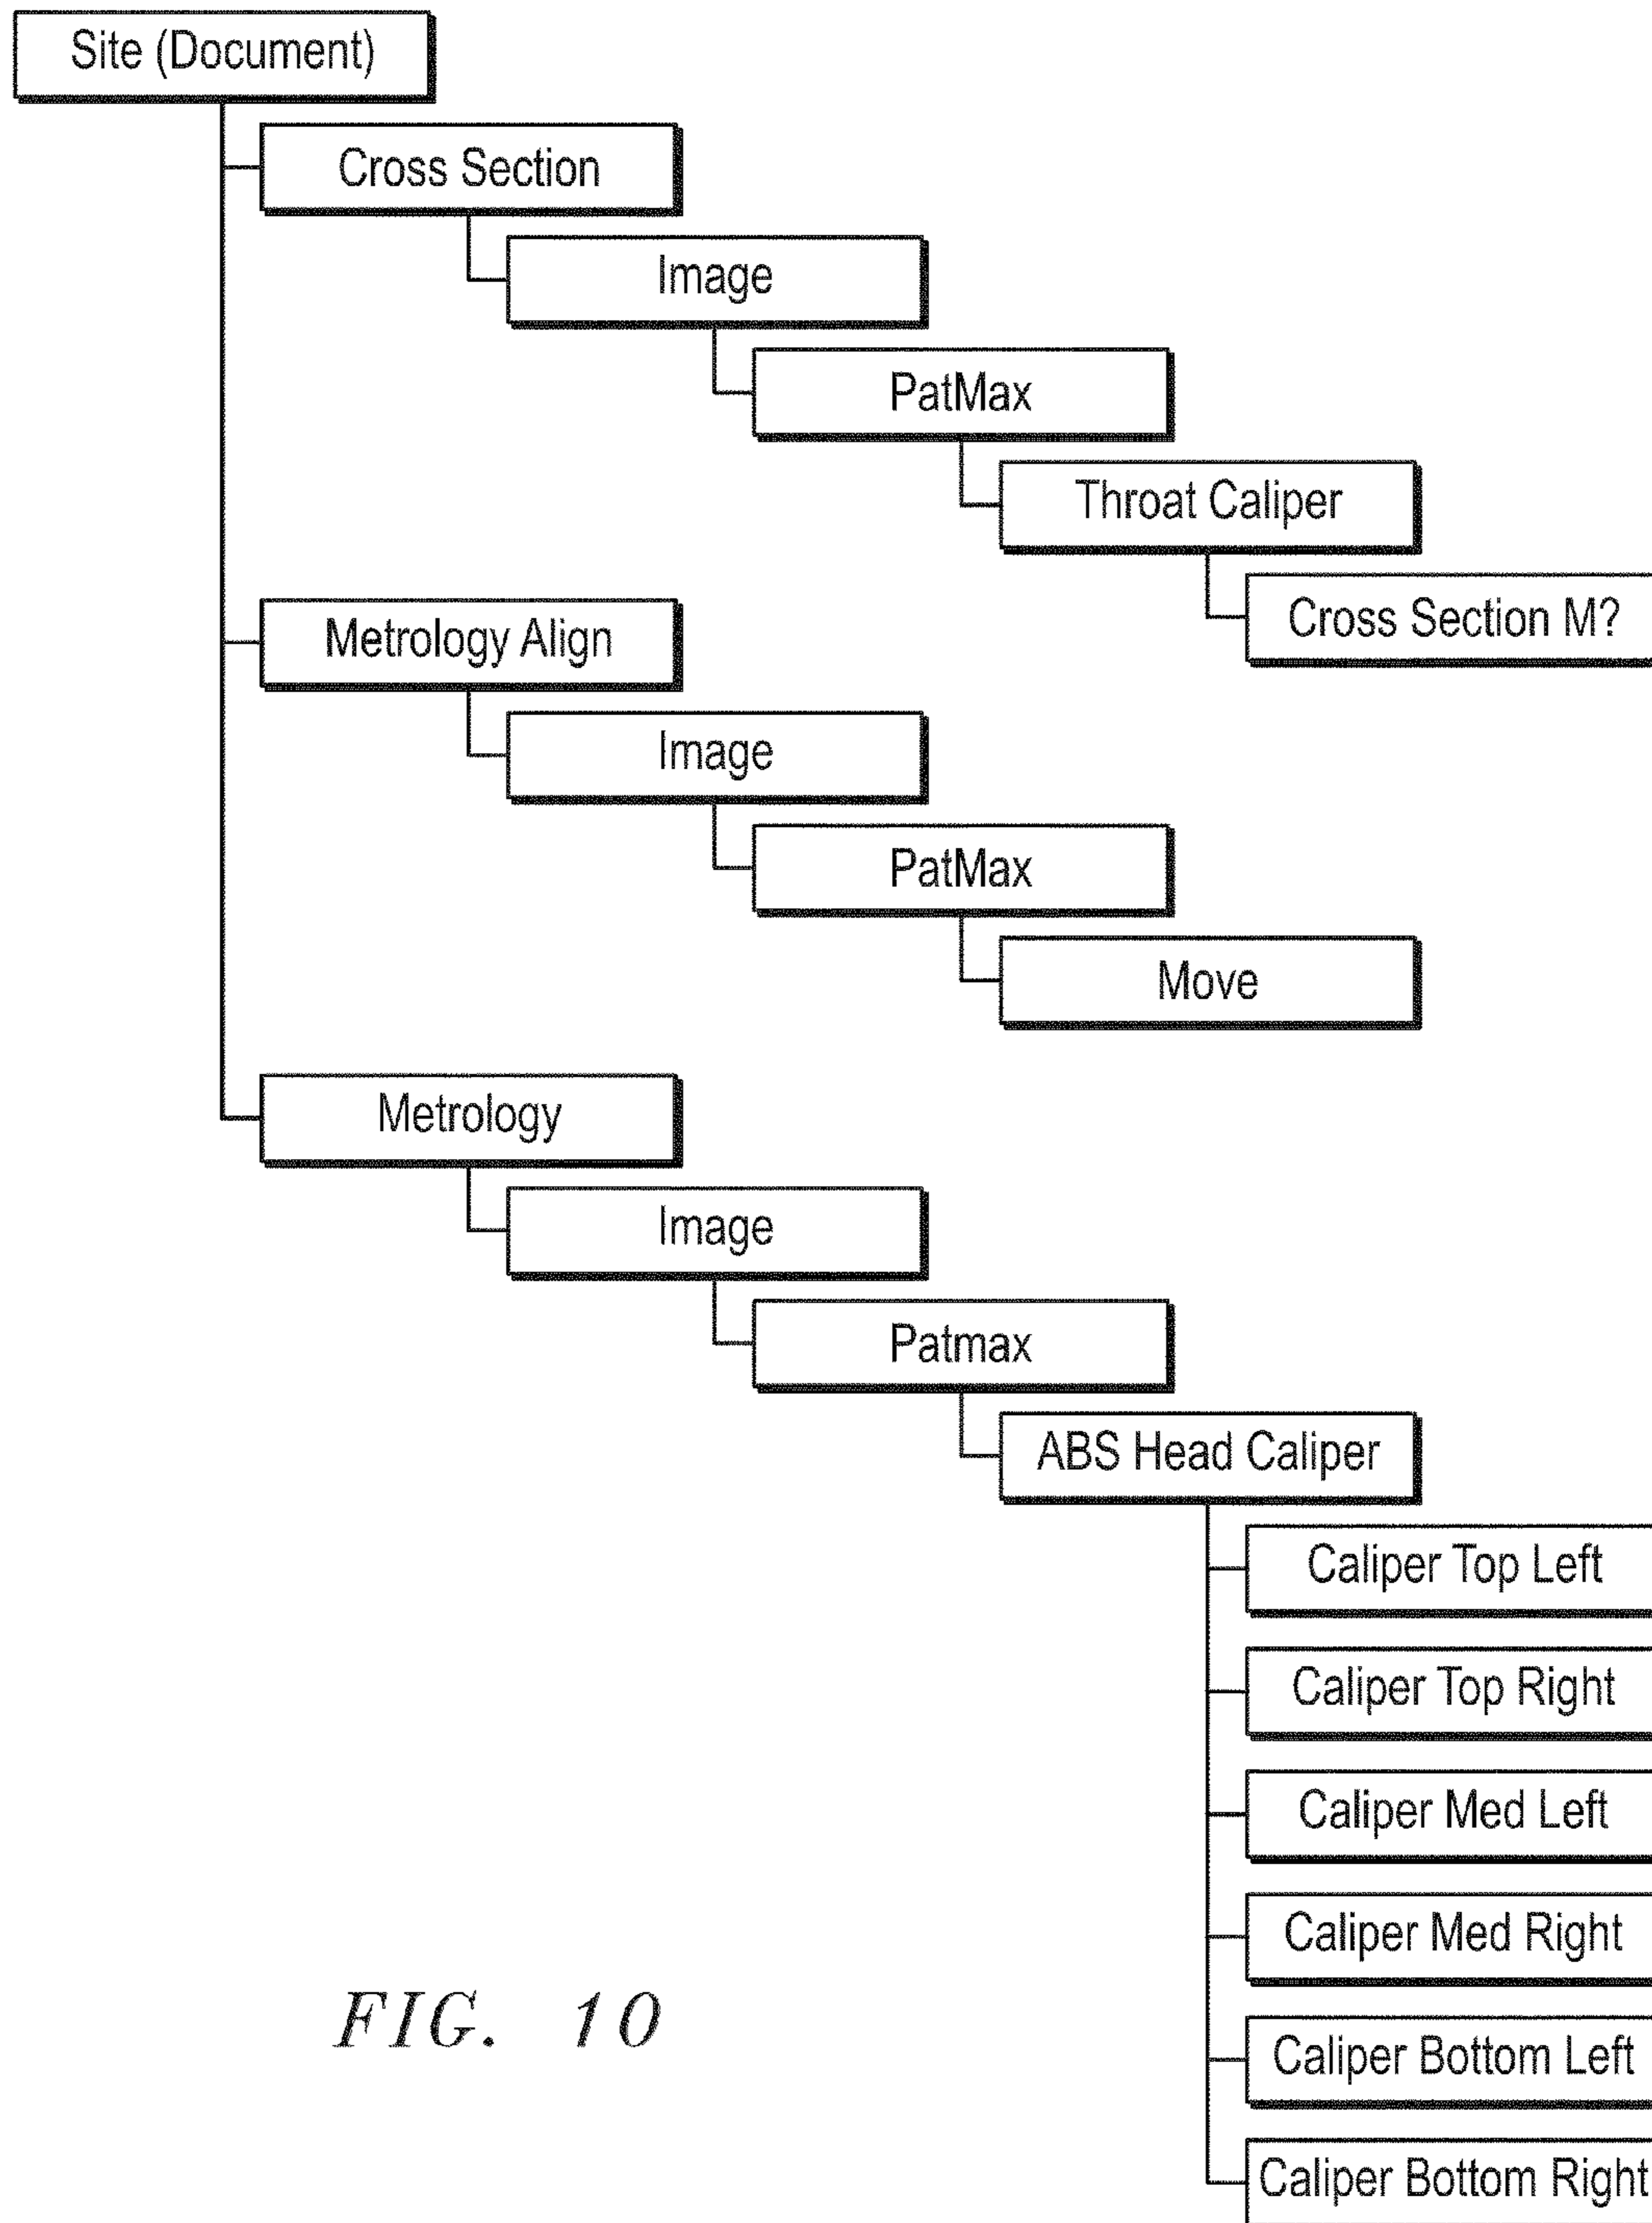 Site (Document)
Cross Section
Image
PatMax
Throat Caliper
Cross Section M?
Metrology Align
Image
PatMax
Move
Metrology
Image
Patmax
ABS Head Caliper
Caliper Top Left
Caliper Top Right
Caliper Med Left
Caliper Med Right
Caliper Bottom Left
Caliper Bottom Right
FIG. 10